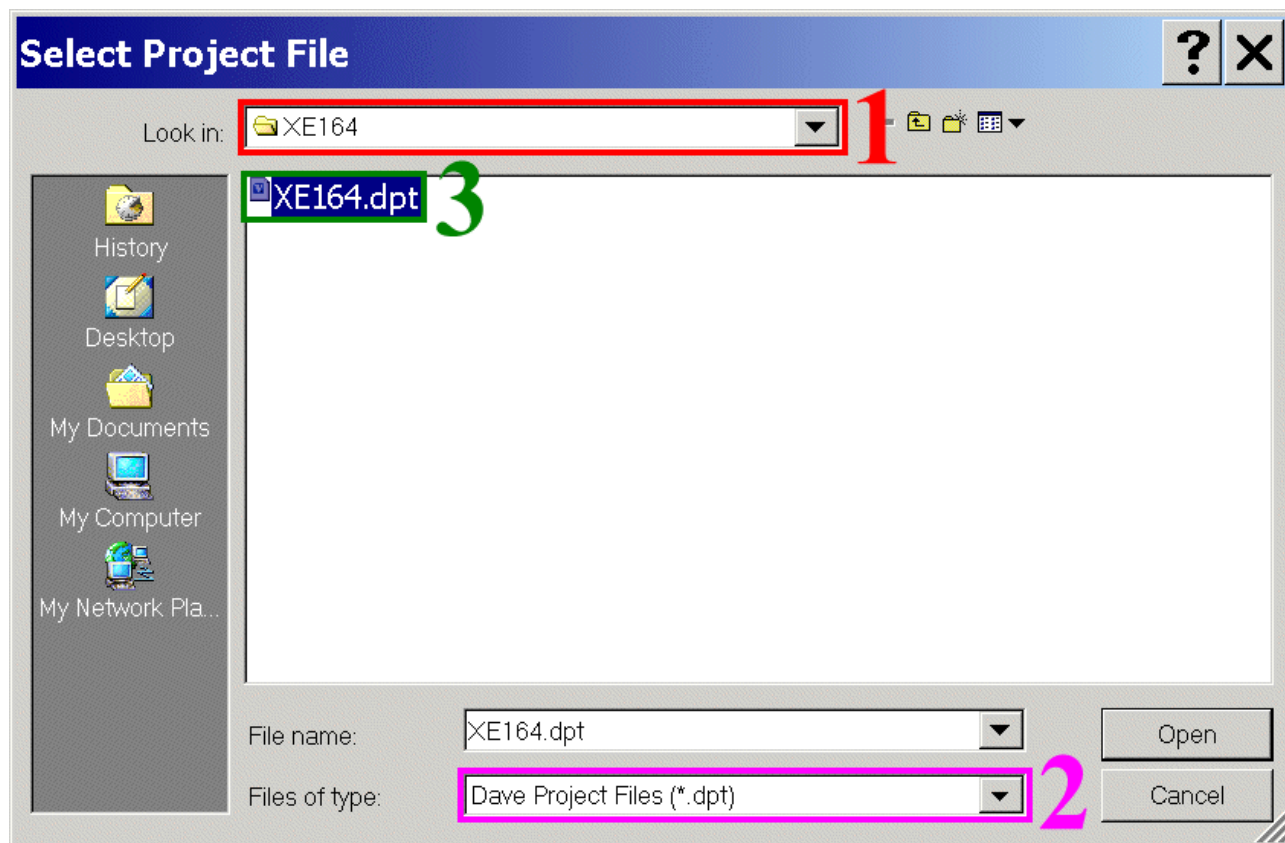 Select Project File
?
Look in:
XE164
1
XE164.dpt
3
History
Desktop
My Documents
My Computer
My Network Pla...
File name:
XE164.dpt
Open
Files of type:
Dave Project Files (*.dpt)
2
Cancel